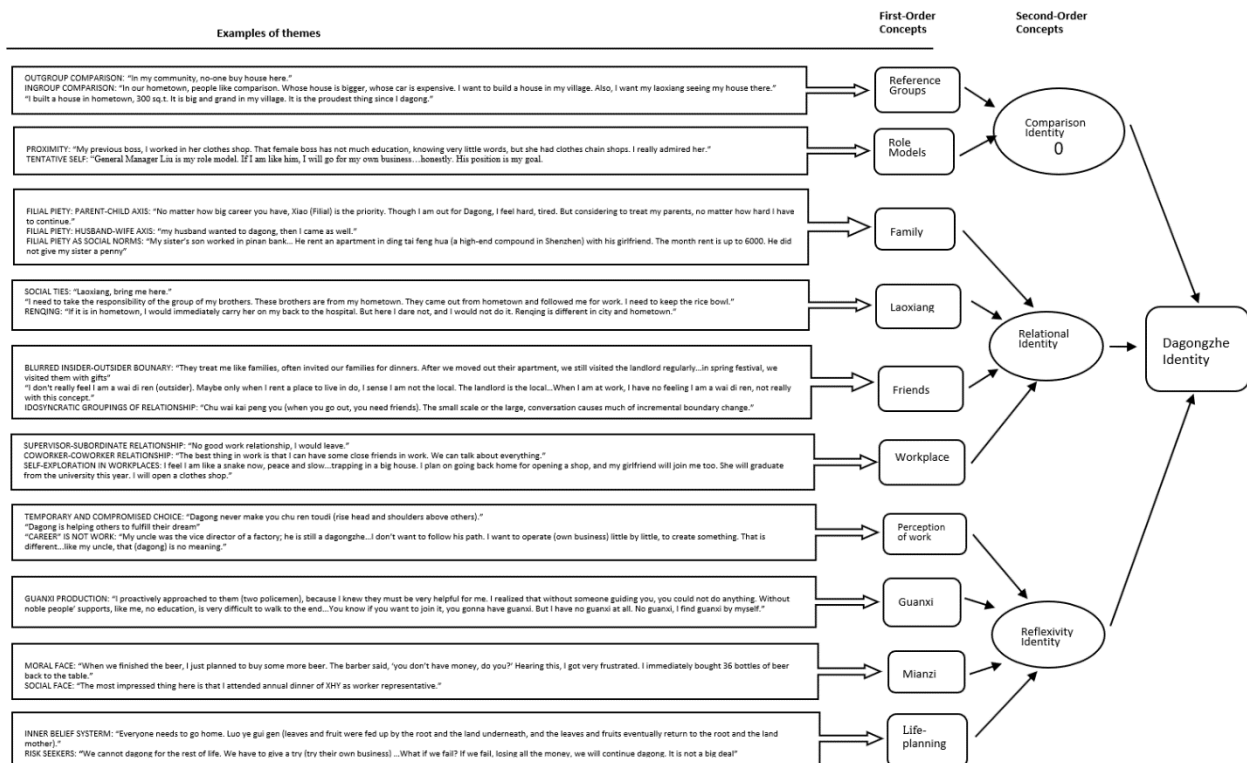 Examples of themes
First-Order
Concepts
Second-Order
Concepts
OUTGROUP COMPARISON: “In my community, no-one buy house here.”
INGROUP COMPARISON: “In our hometown, people like comparison. Whose house is bigger, whose car is expensive. I want to build a house in my village. Also, I want my laoxiang seeing my house there.”
“I built a house in hometown, 300 sq.t. It is big and grand in my village. It is the proudest thing since I dagong.”
Reference
Groups
PROXIMITY: “My previous boss, I worked in her clothes shop. That female boss has not much education, knowing very little words, but she had clothes chain shops. I really admired her.”
TENTATIVE SELF: “General Manager Liu is my role model. If I am like him, I will go for my own business…honestly. His position is my goal.
Role
Models
Comparison
Identity
0
FILIAL PIETY: PARENT-CHILD AXIS: “No matter how big career you have, Xiao (Filial) is the priority. Though I am out for Dagong, I feel hard, tired. But considering to treat my parents, no matter how hard I have
to continue.”
FILIAL PIETY: HUSBAND-WIFE AXIS: “my husband wanted to dagong, then I came as well.”
FILIAL PIETY AS SOCIAL NORMS: “My sister’s son worked in pinan bank… He rent an apartment in ding tai feng hua (a high-end compound in Shenzhen) with his girlfriend. The month rent is up to 6000. He did
not give my sister a penny”
Family
SOCIAL TIES: “Laoxiang, bring me here.”
“I need to take the responsibility of the group of my brothers. These brothers are from my hometown. They came out from hometown and followed me for work. I need to keep the rice bowl.”
RENQING: “If it is in hometown, I would immediately carry her on my back to the hospital. But here I dare not, and I would not do it. Renqing is different in city and hometown.”
Laoxiang
BLURRED INSIDER-OUTSIDER BOUNARY: “They treat me like families, often invited our families for dinners. After we moved out their apartment, we still visited the landlord regularly…in spring festival, we
visited them with gifts”
“I don't really feel I am a wai di ren (outsider). Maybe only when I rent a place to live in do, I sense I am not the local. The landlord is the local…When I am at work, I have no feeling I am a wai di ren, not really
with this concept.”
IDOSYNCRATIC GROUPINGS OF RELATIONSHIP: “Chu wai kai peng you (when you go out, you need friends). The small scale or the large, conversation causes much of incremental boundary change.”
Friends
SUPERVISOR-SUBORDINATE RELATIONSHIP: “No good work relationship, I would leave.”
COWORKER-COWORKER RELATIONSHIP: “The best thing in work is that I can have some close friends in work. We can talk about everything.”
SELF-EXPLORATION IN WORKPLACES: I feel I am like a snake now, peace and slow…trapping in a big house. I plan on going back home for opening a shop, and my girlfriend will join me too. She will graduate
from the university this year. I will open a clothes shop.”
Workplace
Relational
Identity
Dagongzhe
Identity
TEMPORARY AND COMPROMISED CHOICE: “Dagong never make you chu ren toudi (rise head and shoulders above others).”
“Dagong is helping others to fulfill their dream”
“CAREER” IS NOT WORK: “My uncle was the vice director of a factory; he is still a dagongzhe…I don’t want to follow his path. I want to operate (own business) little by little, to create something. That is
different…like my uncle, that (dagong) is no meaning.”
Perception
of work
GUANXI PRODUCTION: “I proactively approached to them (two policemen), because I knew they must be very helpful for me. I realized that without someone guiding you, you could not do anything. Without
noble people’ supports, like me, no education, is very difficult to walk to the end…You know if you want to join it, you gonna have guanxi. But I have no guanxi at all. No guanxi, I find guanxi by myself.”
Guanxi
Reflexivity
Identity
MORAL FACE: “When we finished the beer, I just planned to buy some more beer. The barber said, ‘you don’t have money, do you?’ Hearing this, I got very frustrated. I immediately bought 36 bottles of beer
back to the table.”
SOCIAL FACE: “The most impressed thing here is that I attended annual dinner of XHY as worker representative.”
Mianzi
INNER BELIEF SYSTERM: “Everyone needs to go home. Luo ye gui gen (leaves and fruit were fed up by the root and the land underneath, and the leaves and fruits eventually return to the root and the land
mother).”
RISK SEEKERS: “We cannot dagong for the rest of life. We have to give a try (try their own business) …What if we fail? If we fail, losing all the money, we will continue dagong. It is not a big deal”
Life-
planning